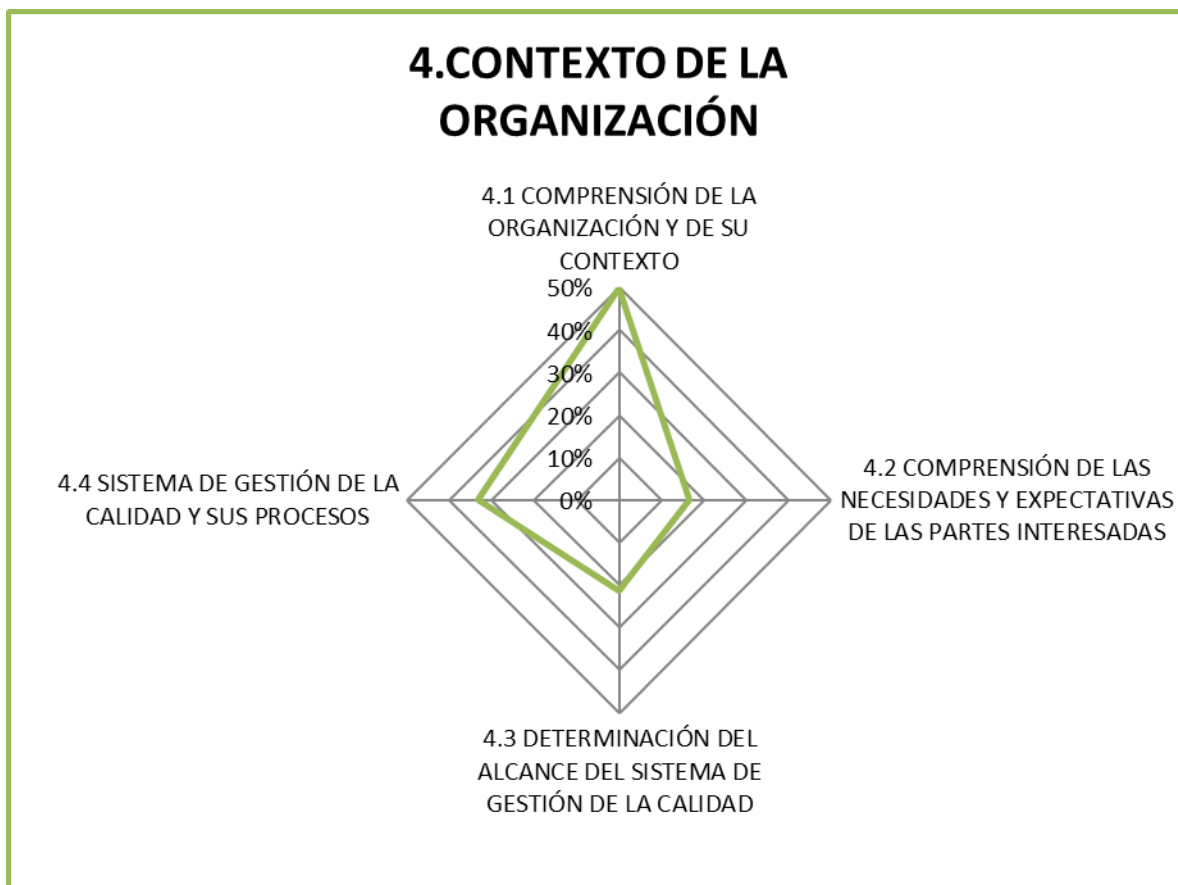 4.CONTEXTO DE LA
ORGANIZACIÓN
4.1 COMPRENSIÓN DE LA
ORGANIZACIÓN Y DE SU
CONTEXTO
50%
40%
30%
20%
10%
0%
4.2 COMPRENSIÓN DE LAS
NECESIDADES Y EXPECTATIVAS
DE LAS PARTES INTERESADAS
4.3 DETERMINACIÓN DEL
ALCANCE DEL SISTEMA DE
GESTIÓN DE LA CALIDAD
4.4 SISTEMA DE GESTIÓN DE LA
CALIDAD Y SUS PROCESOS